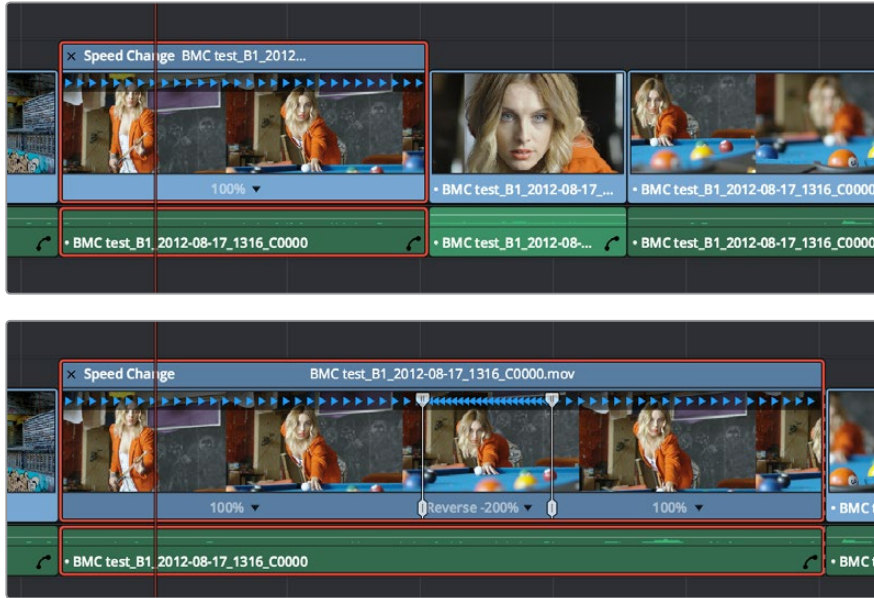 × Speed Change BMC test_B1_2012...
100% ▼
• BMC test_B1_2012-08-17_...
• BMC test_B1_2012-08-17_1316_C0000
• BMC test_B1_2012-08-17_1316_C0000
• BMC test_B1_2012-08-...
• BMC test_B1_2012-08-17_1316_C0000
× Speed Change BMC test_B1_2012-08-17_1316_C0000.mov
100% ▼
Reverse -200% ▼
100% ▼
• BMC
• BMC test_B1_2012-08-17_1316_C0000
• BMC